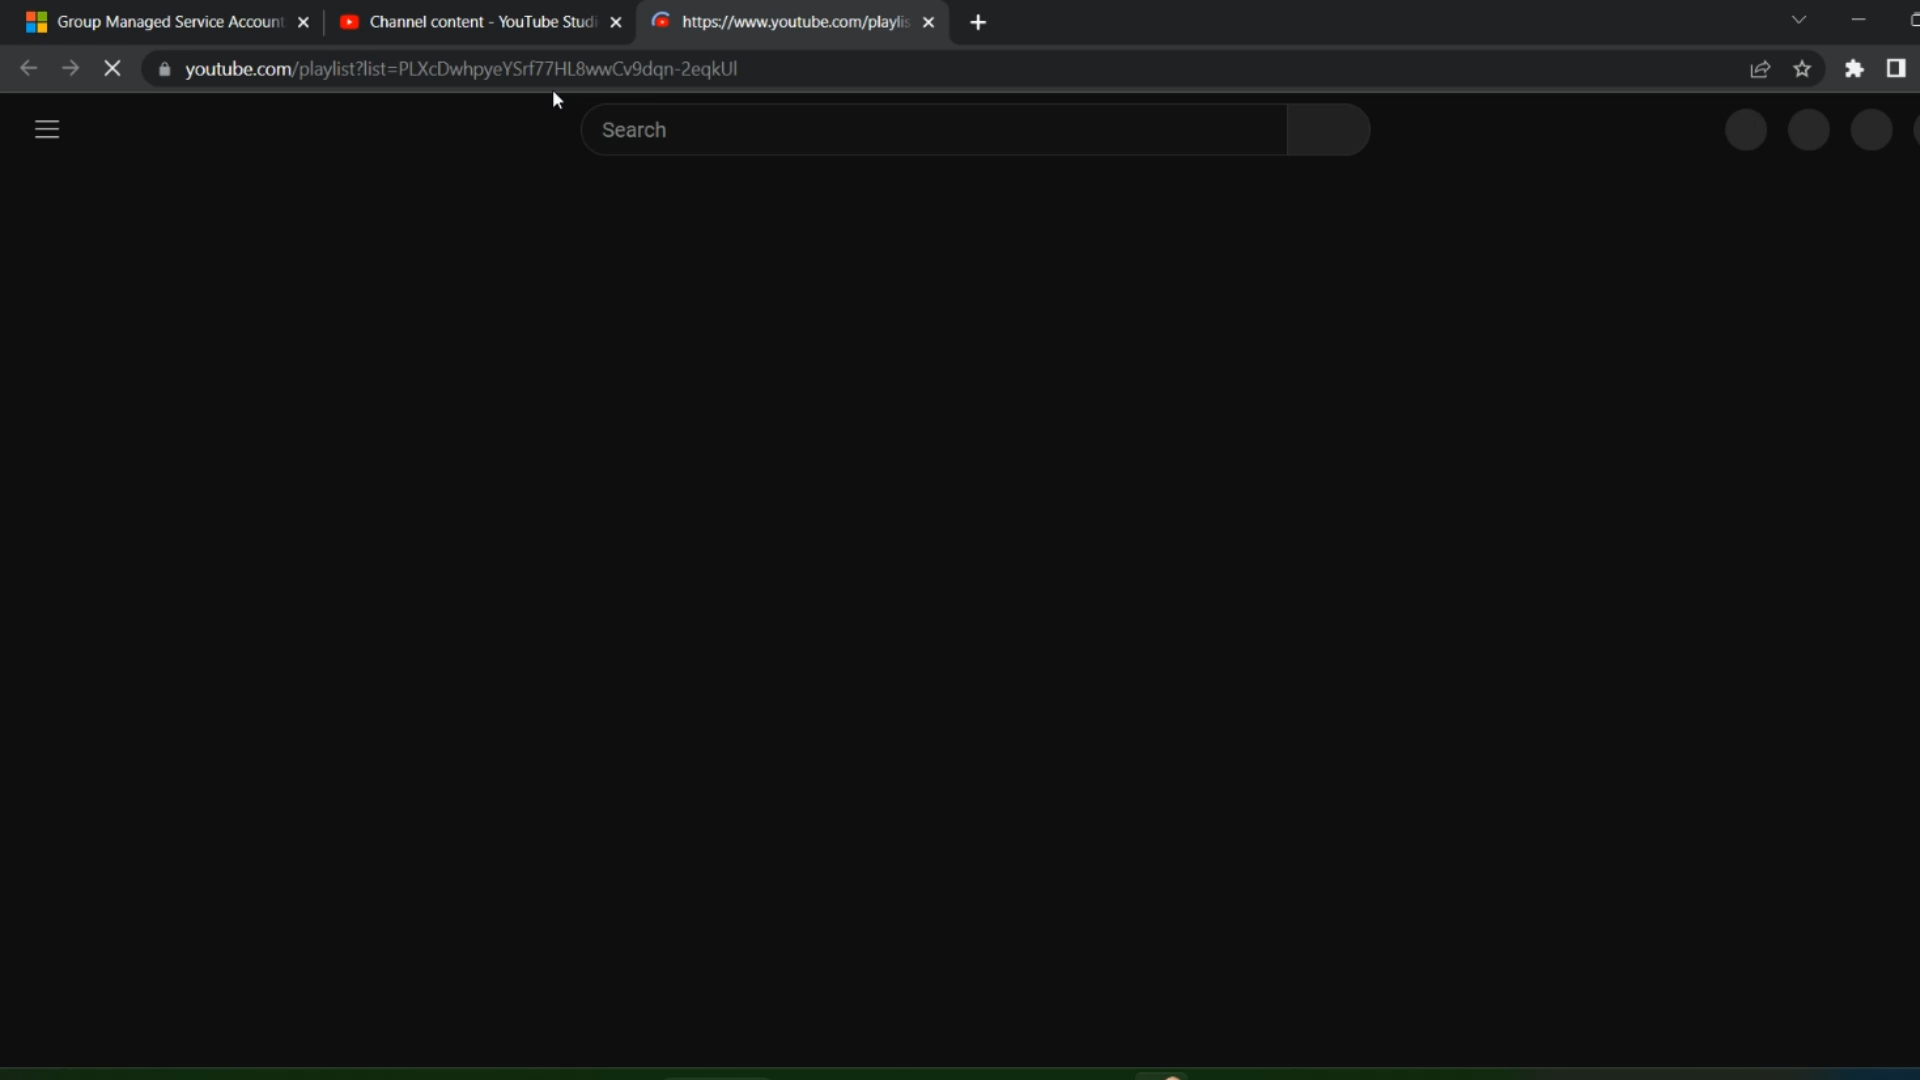 Group Managed Service Account
Channel content - YouTube Studi
https://www.youtube.com/playlis
youtube.com/playlist?list=PLXcDwhpyeYSrf77HL8wwCv9dqn-2eqkUl
Search